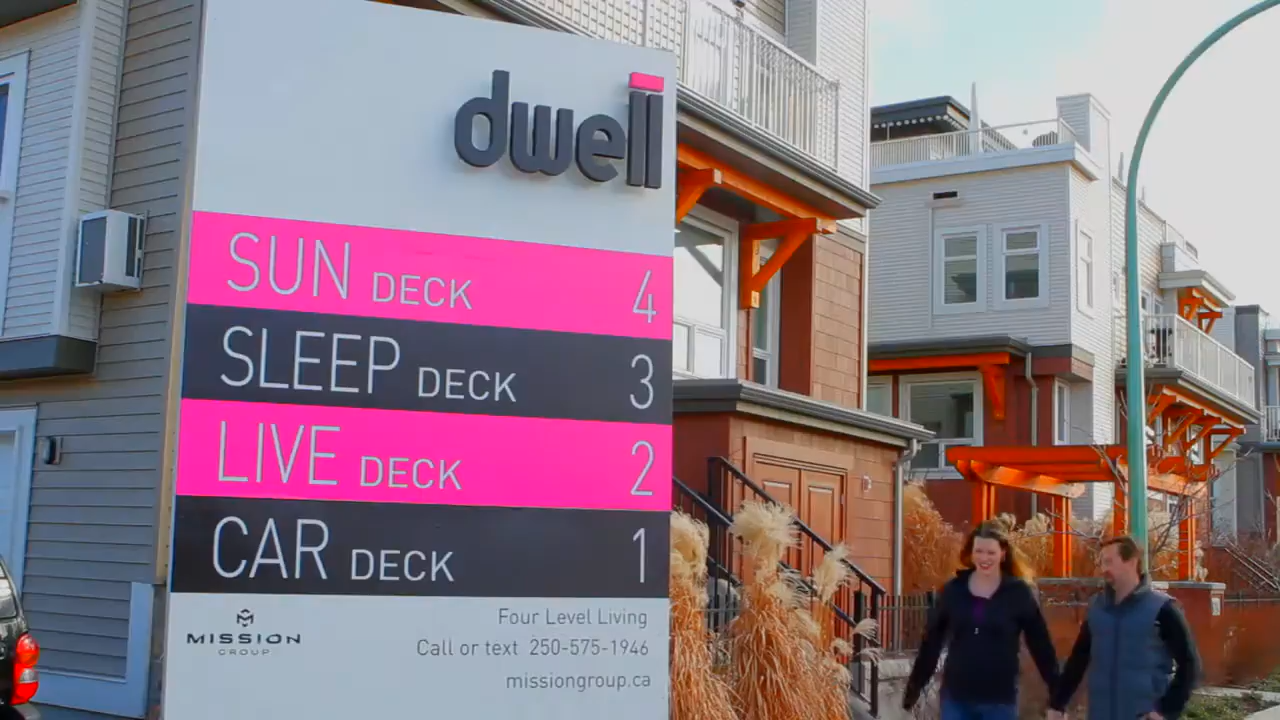 dwell
SUN DECK 4
SLEEP DECK 3
LIVE DECK 2
CAR DECK 1
MISSION
GROUP
Four Level Living
Call or text 250-575-1946
missiongroup.ca